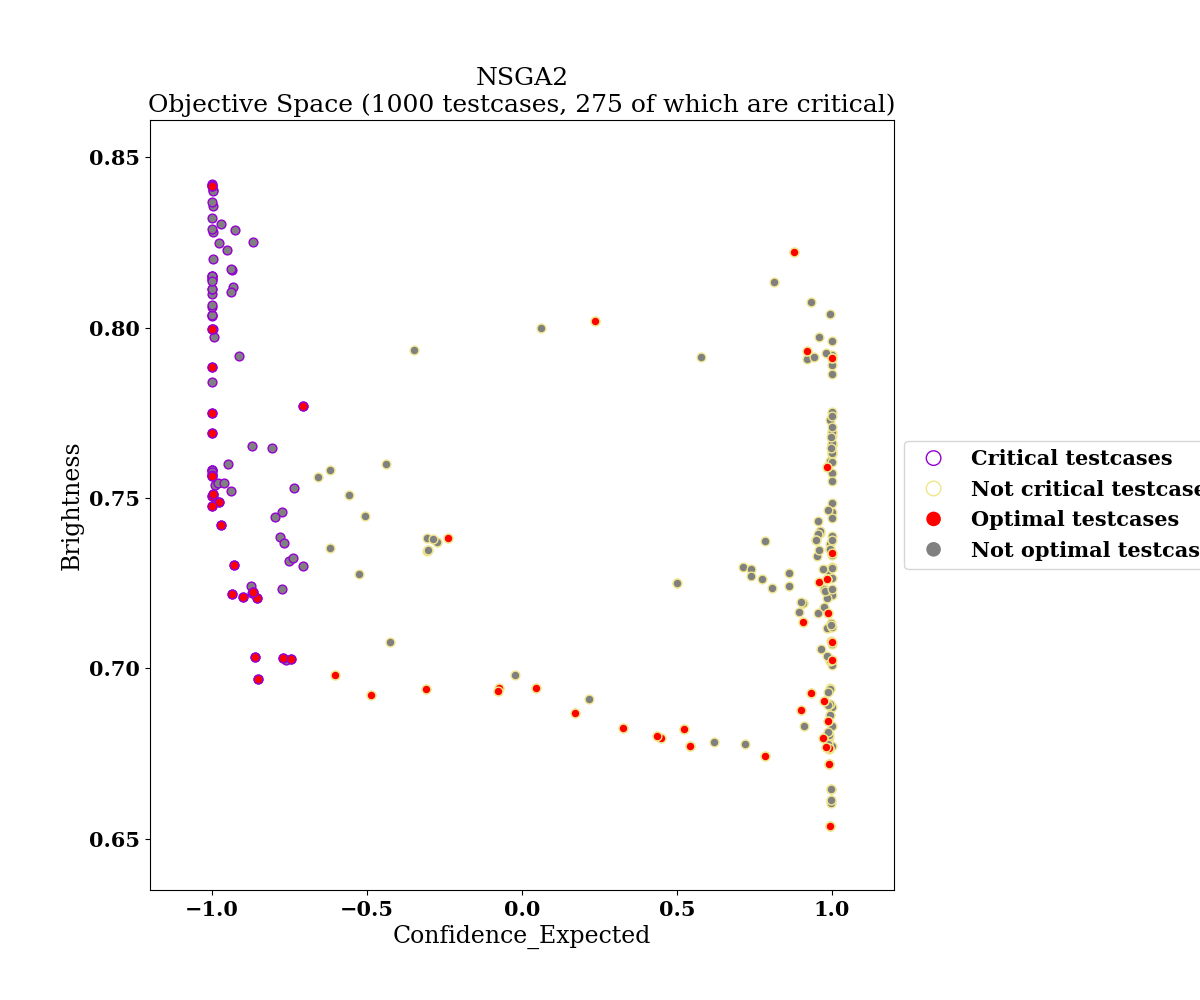 NSGA2
Objective Space (1000 testcases, 275 of which are critical)
0.85
0.80
0.75
0.70
0.65
Brightness
−1.0 −0.5 0.0 0.5 1.0
Confidence_Expected
Critical testcases
Not critical testcase
Optimal testcases
Not optimal testcas